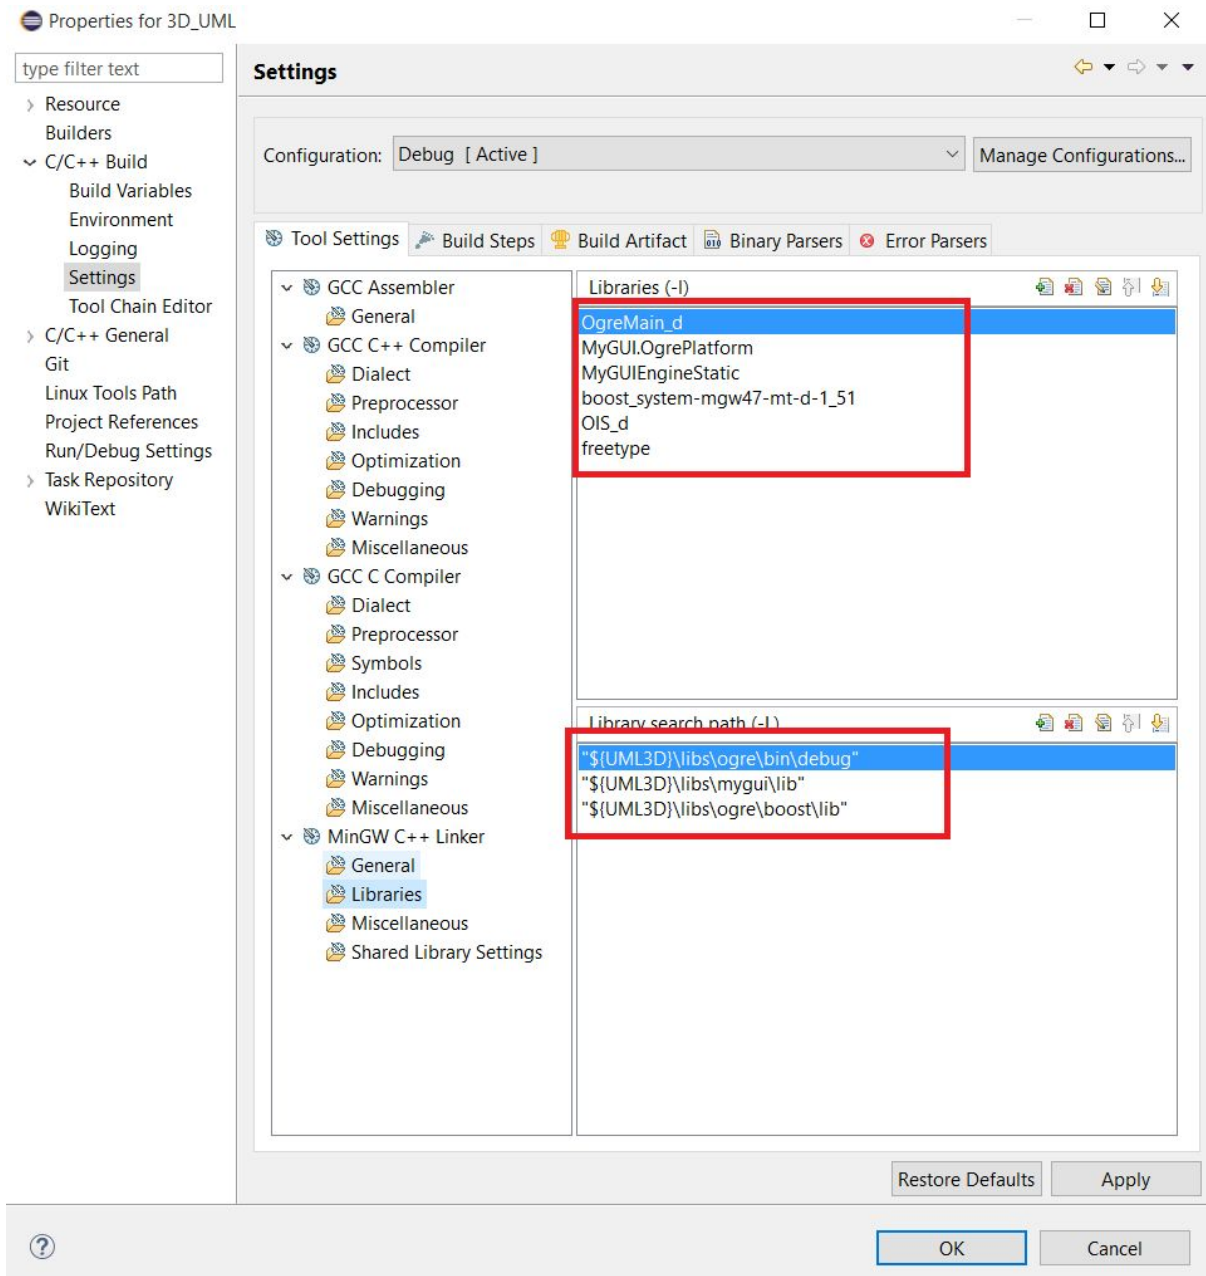 Properties for 3D_UML
type filter text
Resource
Builders
C/C++ Build
Build Variables
Environment
Logging
Settings
Tool Chain Editor
C/C++ General
Git
Linux Tools Path
Project References
Run/Debug Settings
Task Repository
WikiText
Settings
Configuration: Debug [ Active ] Manage Configurations...
Tool Settings Build Steps Build Artifact Binary Parsers Error Parsers
GCC Assembler
General
GCC C++ Compiler
Dialect
Preprocessor
Includes
Optimization
Debugging
Warnings
Miscellaneous
GCC C Compiler
Dialect
Preprocessor
Symbols
Includes
Optimization
Debugging
Warnings
Miscellaneous
MinGW C++ Linker
General
Libraries
Miscellaneous
Shared Library Settings
Libraries (-l)
OgreMain_d
MyGUI.OgrePlatform
MyGUIEngineStatic
boost_system-mgw47-mt-d-1_51
OIS_d
freetype
Library search path (-L)
"${UML3D}\libs\ogre\bin\debug"
"${UML3D}\libs\mygui\lib"
"${UML3D}\libs\ogre\boost\lib"
Restore Defaults Apply
OK Cancel